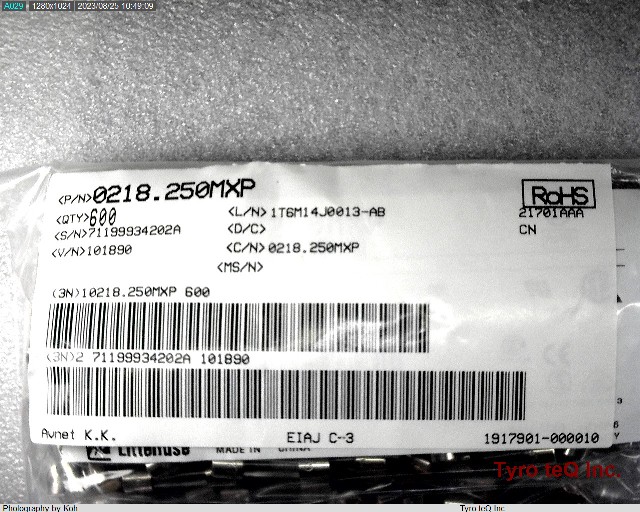 A029 1280x1024 2023/08/25 10:49:09
<P/N>0218.250MXP
RoHS
<QTY>600
<L/N>1T6M14J0013-AB
21701AAA
<S/N>71199934202A
<D/C>
CN
<V/N>101890
<C/N>0218.250MXP
<MS/N>
(3N)10218.250MXP 600
(3N)2 71199934202A 101890
Avnet K.K.
EIAJ C-3
1917901-000010
Littelfuse
MADE IN CHINA
Tyro teQ Inc.
Photography by Koh
Tyro teQ Inc